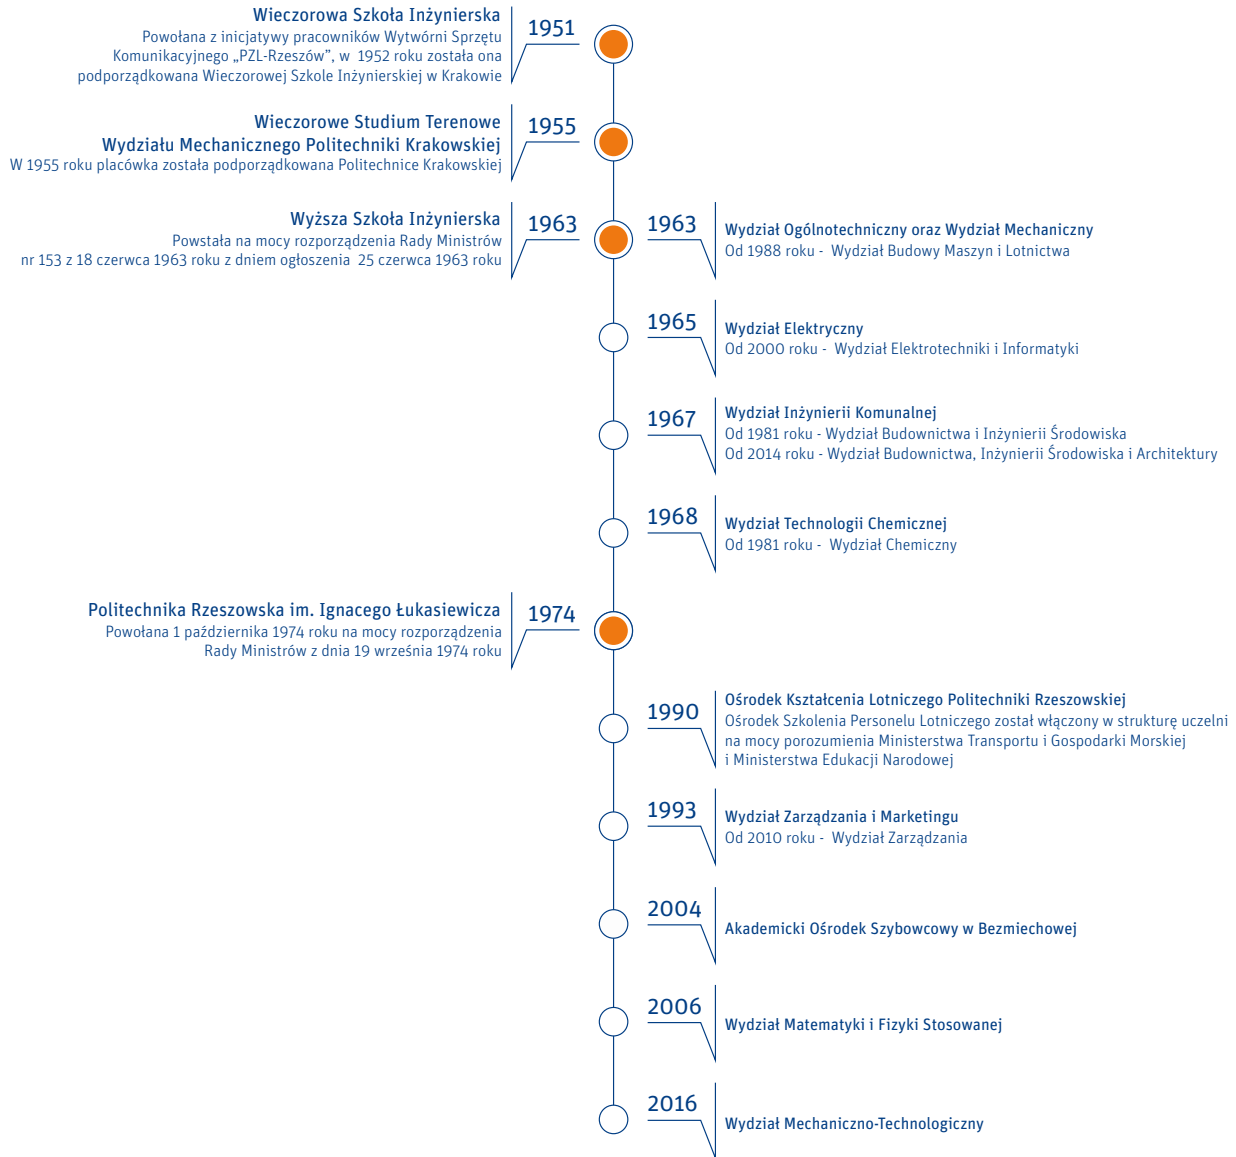 Wieczorowa Szkoła Inżynierska
Powołana z inicjatywy pracowników Wytwórni Sprzętu
Komunikacyjnego „PZL-Rzeszów”, w 1952 roku została ona
podporządkowana Wieczorowej Szkole Inżynierskiej w Krakowie
1951
Wieczorowe Studium Terenowe
Wydziału Mechanicznego Politechniki Krakowskiej
W 1955 roku placówka została podporządkowana Politechnice Krakowskiej
1955
Wyższa Szkoła Inżynierska
Powstała na mocy rozporządzenia Rady Ministrów
nr 153 z 18 czerwca 1963 roku z dniem ogłoszenia 25 czerwca 1963 roku
1963
1963
Wydział Ogólnotechniczny oraz Wydział Mechaniczny
Od 1988 roku - Wydział Budowy Maszyn i Lotnictwa
1965
Wydział Elektryczny
Od 2000 roku - Wydział Elektrotechniki i Informatyki
1967
Wydział Inżynierii Komunalnej
Od 1981 roku - Wydział Budownictwa i Inżynierii Środowiska
Od 2014 roku - Wydział Budownictwa, Inżynierii Środowiska i Architektury
1968
Wydział Technologii Chemicznej
Od 1981 roku - Wydział Chemiczny
Politechnika Rzeszowska im. Ignacego Łukasiewicza
Powołana 1 października 1974 roku na mocy rozporządzenia
Rady Ministrów z dnia 19 września 1974 roku
1974
1990
Ośrodek Kształcenia Lotniczego Politechniki Rzeszowskiej
Ośrodek Szkolenia Personelu Lotniczego został włączony w strukturę uczelni
na mocy porozumienia Ministerstwa Transportu i Gospodarki Morskiej
i Ministerstwa Edukacji Narodowej
1993
Wydział Zarządzania i Marketingu
Od 2010 roku - Wydział Zarządzania
2004
Akademicki Ośrodek Szybowcowy w Bezmiechowej
2006
Wydział Matematyki i Fizyki Stosowanej
2016
Wydział Mechaniczno-Technologiczny